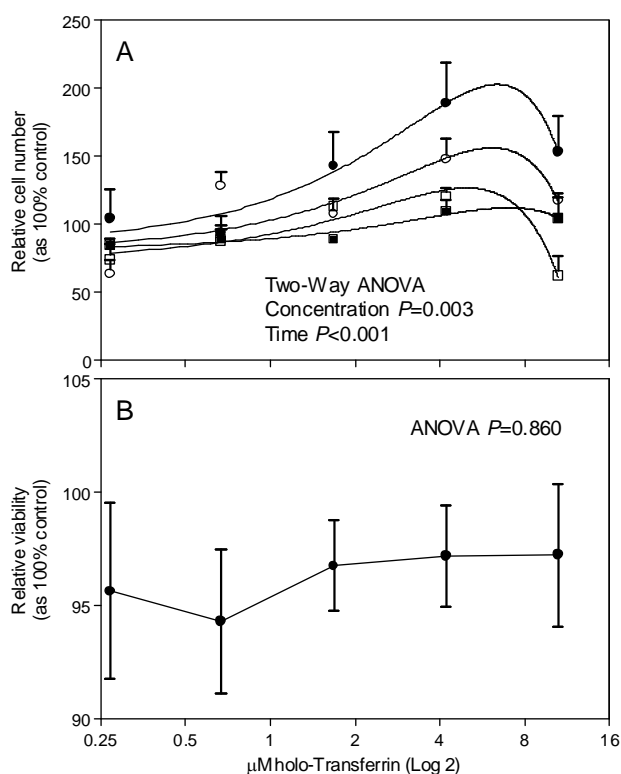 A
250
200
150
100
50
0
Relative cell number
(as 100% control)
Two-Way ANOVA
Concentration P=0.003
Time P<0.001
B
105
100
95
90
Relative viability
(as 100% control)
ANOVA P=0.860
0.25 0.5 1 2 4 8 16
μMholo-Transferrin (Log 2)